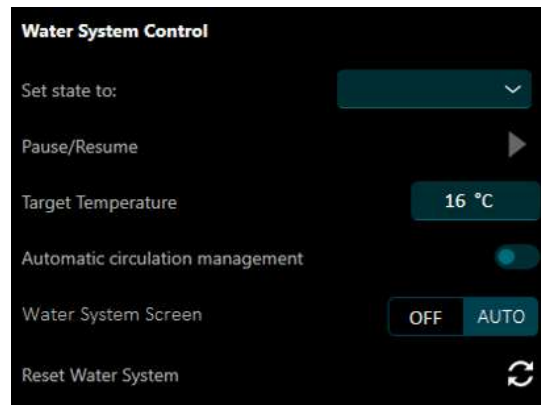 Water System Control
Set state to:
Pause/Resume
Target Temperature 16 °C
Automatic circulation management
Water System Screen OFF AUTO
Reset Water System